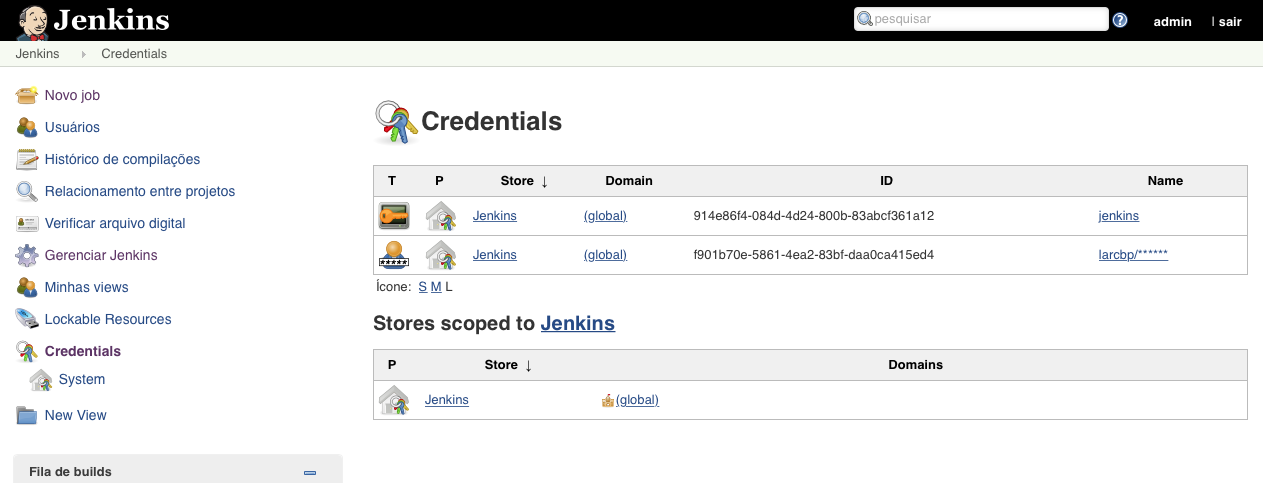 Jenkins
pesquisar
admin | sair
Jenkins Credentials
Novo job
Usuários
Histórico de compilações
Relacionamento entre projetos
Verificar arquivo digital
Gerenciar Jenkins
Minhas views
Lockable Resources
Credentials
System
New View
Fila de builds
Credentials
T P Store ↓ Domain ID Name
Jenkins (global) 914e86f4-084d-4d24-800b-83abcf361a12 jenkins
Jenkins (global) f901b70e-5861-4ea2-83bf-daa0ca415ed4 larcbp/******
Ícone: S M L
Stores scoped to Jenkins
P Store ↓ Domains
Jenkins (global)